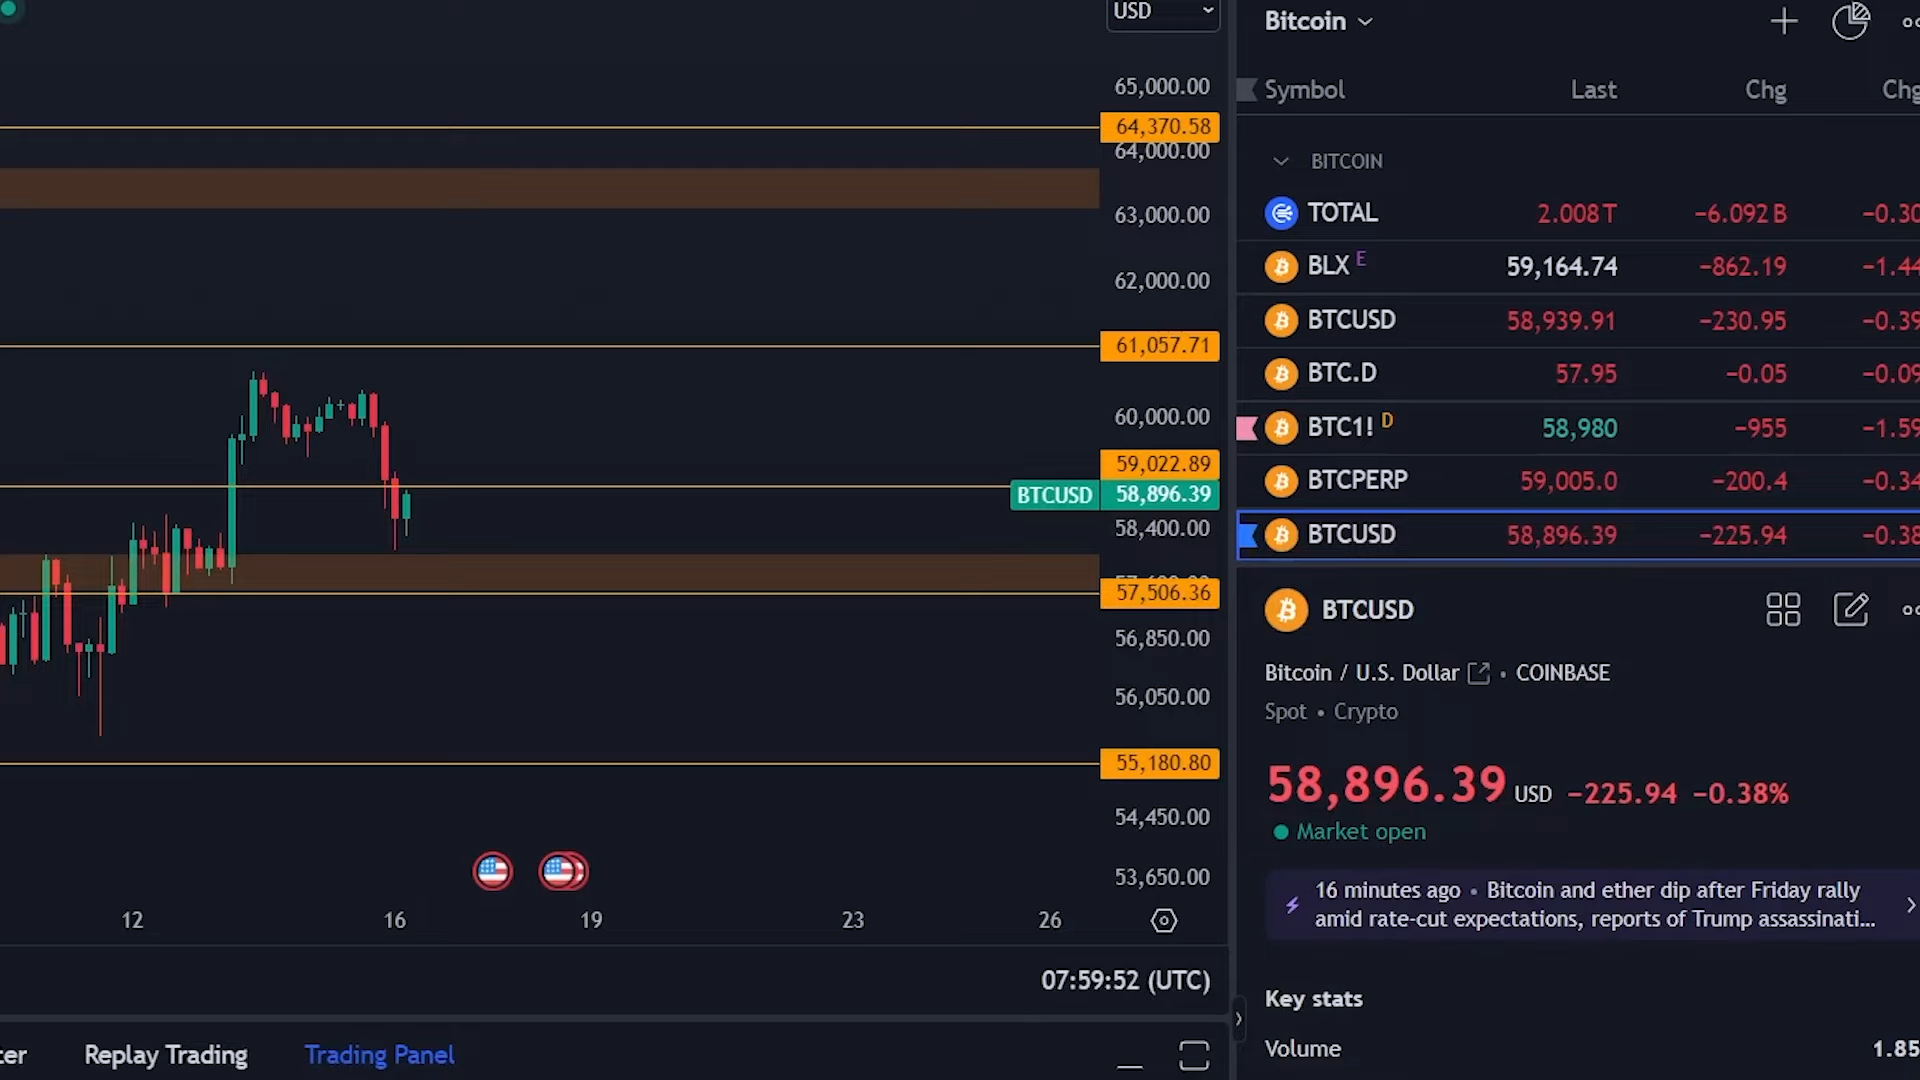 USD
65,000.00
64,370.58
64,000.00
63,000.00
62,000.00
61,057.71
60,000.00
59,022.89
BTCUSD 58,896.39
58,400.00
57,506.36
56,850.00
56,050.00
55,180.80
54,450.00
53,650.00
12 16 19 23 26
07:59:52 (UTC)
Replay Trading Trading Panel
Bitcoin
Symbol Last Chg Chg
BITCOIN
TOTAL 2.008 T −6.092 B −0.30
BLX E 59,164.74 −862.19 −1.44
BTCUSD 58,939.91 −230.95 −0.39
BTC.D 57.95 −0.05 −0.09
BTC1! D 58,980 −955 −1.59
BTCPERP 59,005.0 −200.4 −0.34
BTCUSD 58,896.39 −225.94 −0.38
BTCUSD
Bitcoin / U.S. Dollar • COINBASE
Spot • Crypto
58,896.39 USD −225.94 −0.38%
Market open
16 minutes ago • Bitcoin and ether dip after Friday rally
amid rate-cut expectations, reports of Trump assassinati...
Key stats
Volume 1.85